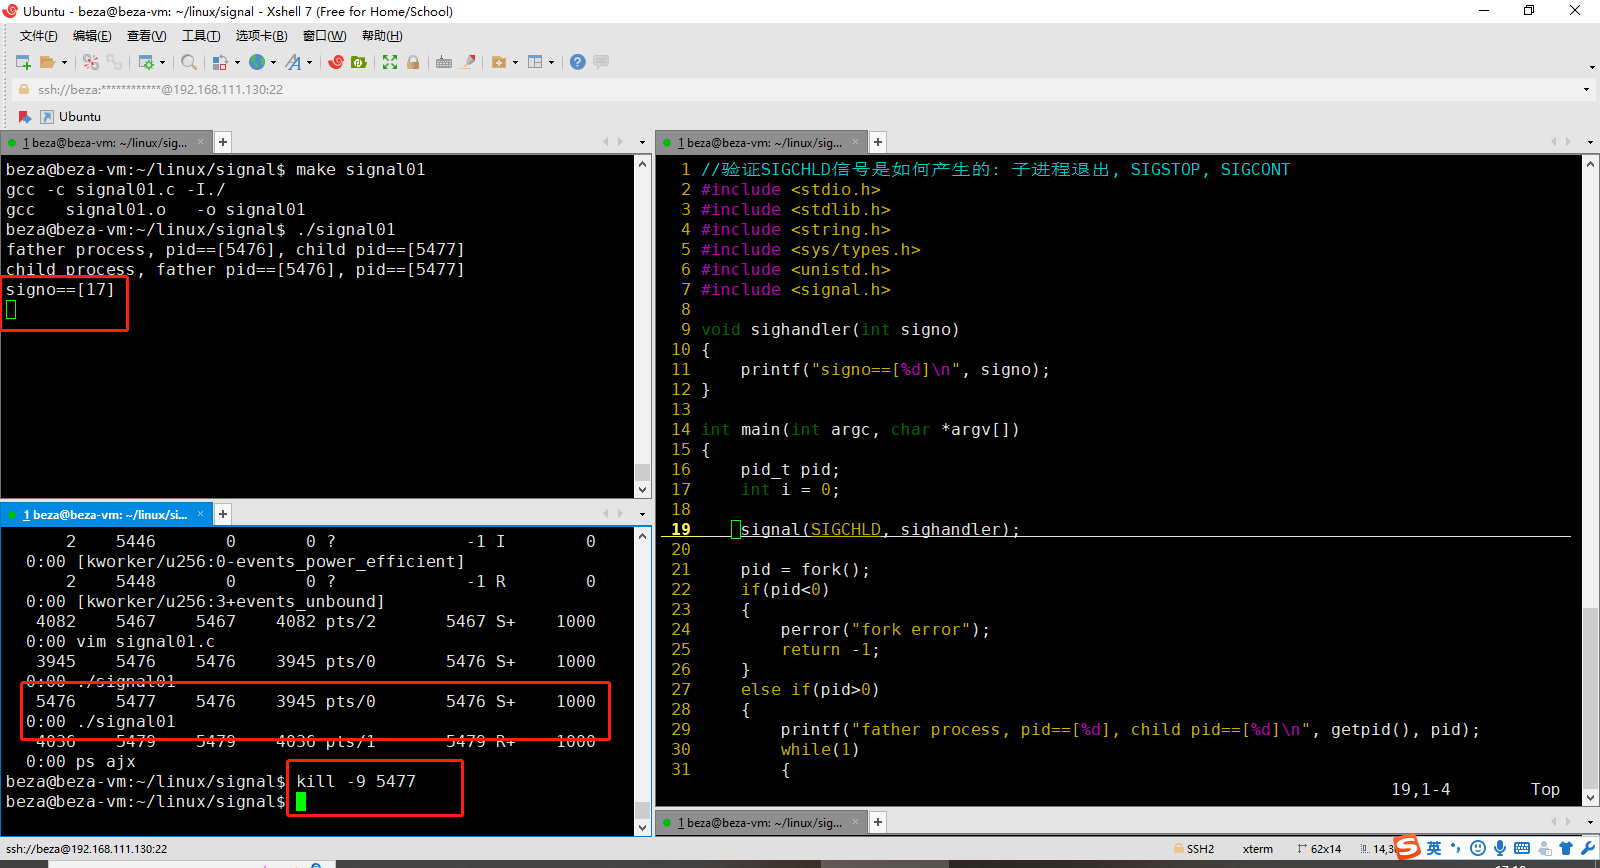 Ubuntu - beza@beza-vm: ~/linux/signal - Xshell 7 (Free for Home/School)
文件(F) 编辑(E) 查看(V) 工具(T) 选项卡(B) 窗口(W) 帮助(H)
ssh://beza:************@192.168.111.130:22
Ubuntu
1 beza@beza-vm: ~/linux/sig...
beza@beza-vm:~/linux/signal$ make signal01
gcc -c signal01.c -I./
gcc   signal01.o   -o signal01
beza@beza-vm:~/linux/signal$ ./signal01
father process, pid==[5476], child pid==[5477]
child process, father pid==[5476], pid==[5477]
signo==[17]
1 beza@beza-vm: ~/linux/si...
2    5446       0       0 ?             -1 I        0
0:00 [kworker/u256:0-events_power_efficient]
2    5448       0       0 ?             -1 R        0
0:00 [kworker/u256:3+events_unbound]
4082    5467    5467    4082 pts/2       5467 S+    1000
0:00 vim signal01.c
3945    5476    5476    3945 pts/0       5476 S+    1000
0:00 ./signal01
5476    5477    5476    3945 pts/0       5476 S+    1000
0:00 ./signal01
4036    5479    5479    4036 pts/1       5479 R+    1000
0:00 ps ajx
beza@beza-vm:~/linux/signal$ kill -9 5477
beza@beza-vm:~/linux/signal$
1 beza@beza-vm: ~/linux/sig...
1 //验证SIGCHLD信号是如何产生的: 子进程退出, SIGSTOP, SIGCONT
2 #include <stdio.h>
3 #include <stdlib.h>
4 #include <string.h>
5 #include <sys/types.h>
6 #include <unistd.h>
7 #include <signal.h>
8
9 void sighandler(int signo)
10 {
11     printf("signo==[%d]\n", signo);
12 }
13
14 int main(int argc, char *argv[])
15 {
16     pid_t pid;
17     int i = 0;
18
19     signal(SIGCHLD, sighandler);
20
21     pid = fork();
22     if(pid<0)
23     {
24         perror("fork error");
25         return -1;
26     }
27     else if(pid>0)
28     {
29         printf("father process, pid==[%d], child pid==[%d]\n", getpid(), pid);
30         while(1)
31         {
19,1-4 Top
1 beza@beza-vm: ~/linux/sig...
ssh://beza@192.168.111.130:22
SSH2 xterm 62x14
英